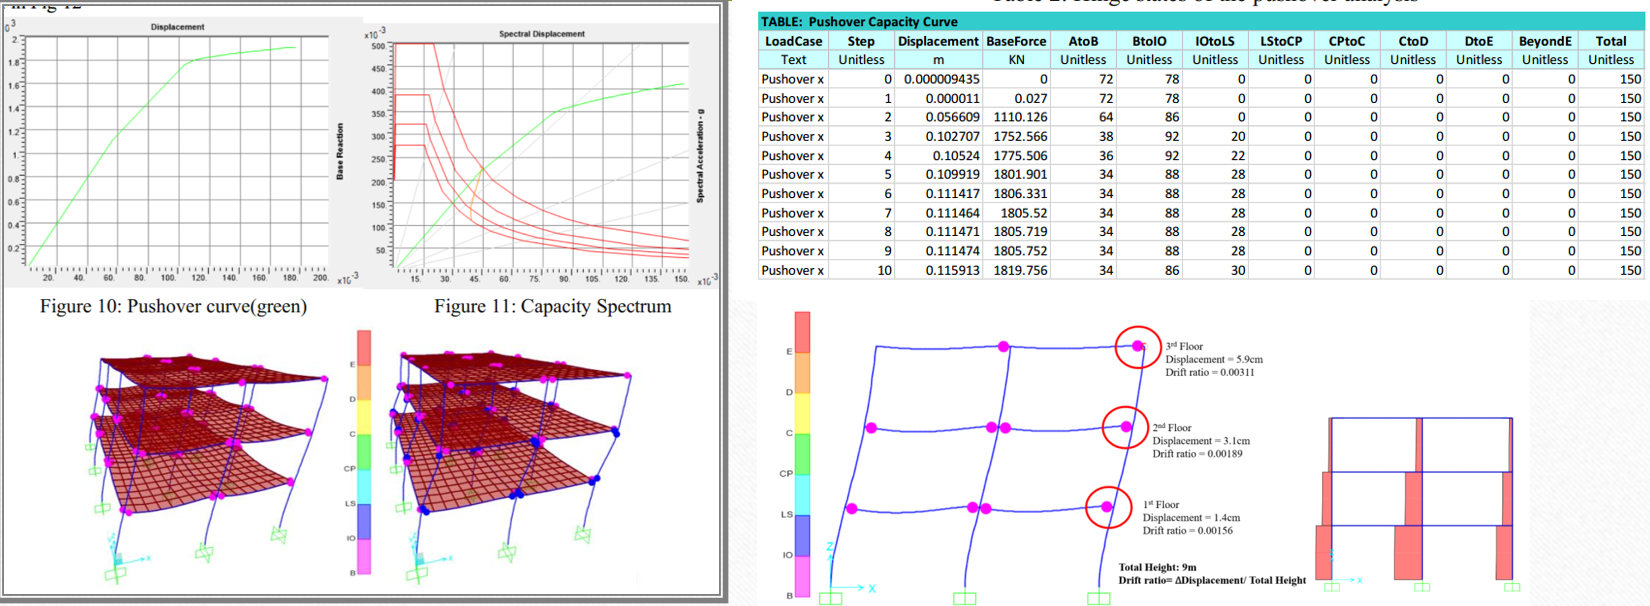 in Fig 12
0 3
Displacement
2.
1.8
1.6
1.4
1.2
1.
0.8
0.6
0.4
0.2
20. 40. 60. 80. 100. 120. 140. 160. 180. 200. x10 -3
Base Reaction
x10 -3
Spectral Displacement
500
450.
400.
350.
300.
250.
200.
150.
100.
50.
15. 30. 45. 60. 75. 90. 105. 120. 135. 150. x10 -3
Spectral Acceleration - g
Figure 10: Pushover curve(green)
Figure 11: Capacity Spectrum
E
D
C
CP
LS
IO
B
Table 2: Hinge states of the pushover analysis
TABLE: Pushover Capacity Curve
LoadCase Step Displacement BaseForce AtoB BtoIO IOtoLS LStoCP CPtoC CtoD DtoE BeyondE Total
Text Unitless m KN Unitless Unitless Unitless Unitless Unitless Unitless Unitless Unitless Unitless
Pushover x 0 0.000009435 0 72 78 0 0 0 0 0 0 150
Pushover x 1 0.000011 0.027 72 78 0 0 0 0 0 0 150
Pushover x 2 0.056609 1110.126 64 86 0 0 0 0 0 0 150
Pushover x 3 0.102707 1752.566 38 92 20 0 0 0 0 0 150
Pushover x 4 0.10524 1775.506 36 92 22 0 0 0 0 0 150
Pushover x 5 0.109919 1801.901 34 88 28 0 0 0 0 0 150
Pushover x 6 0.111417 1806.331 34 88 28 0 0 0 0 0 150
Pushover x 7 0.111464 1805.52 34 88 28 0 0 0 0 0 150
Pushover x 8 0.111471 1805.719 34 88 28 0 0 0 0 0 150
Pushover x 9 0.111474 1805.752 34 88 28 0 0 0 0 0 150
Pushover x 10 0.115913 1819.756 34 86 30 0 0 0 0 0 150
E
D
C
CP
LS
IO
B
3rd Floor
Displacement = 5.9cm
Drift ratio = 0.00311
2nd Floor
Displacement = 3.1cm
Drift ratio = 0.00189
1st Floor
Displacement = 1.4cm
Drift ratio = 0.00156
Total Height: 9m
Drift ratio= ΔDisplacement/ Total Height
Z
X